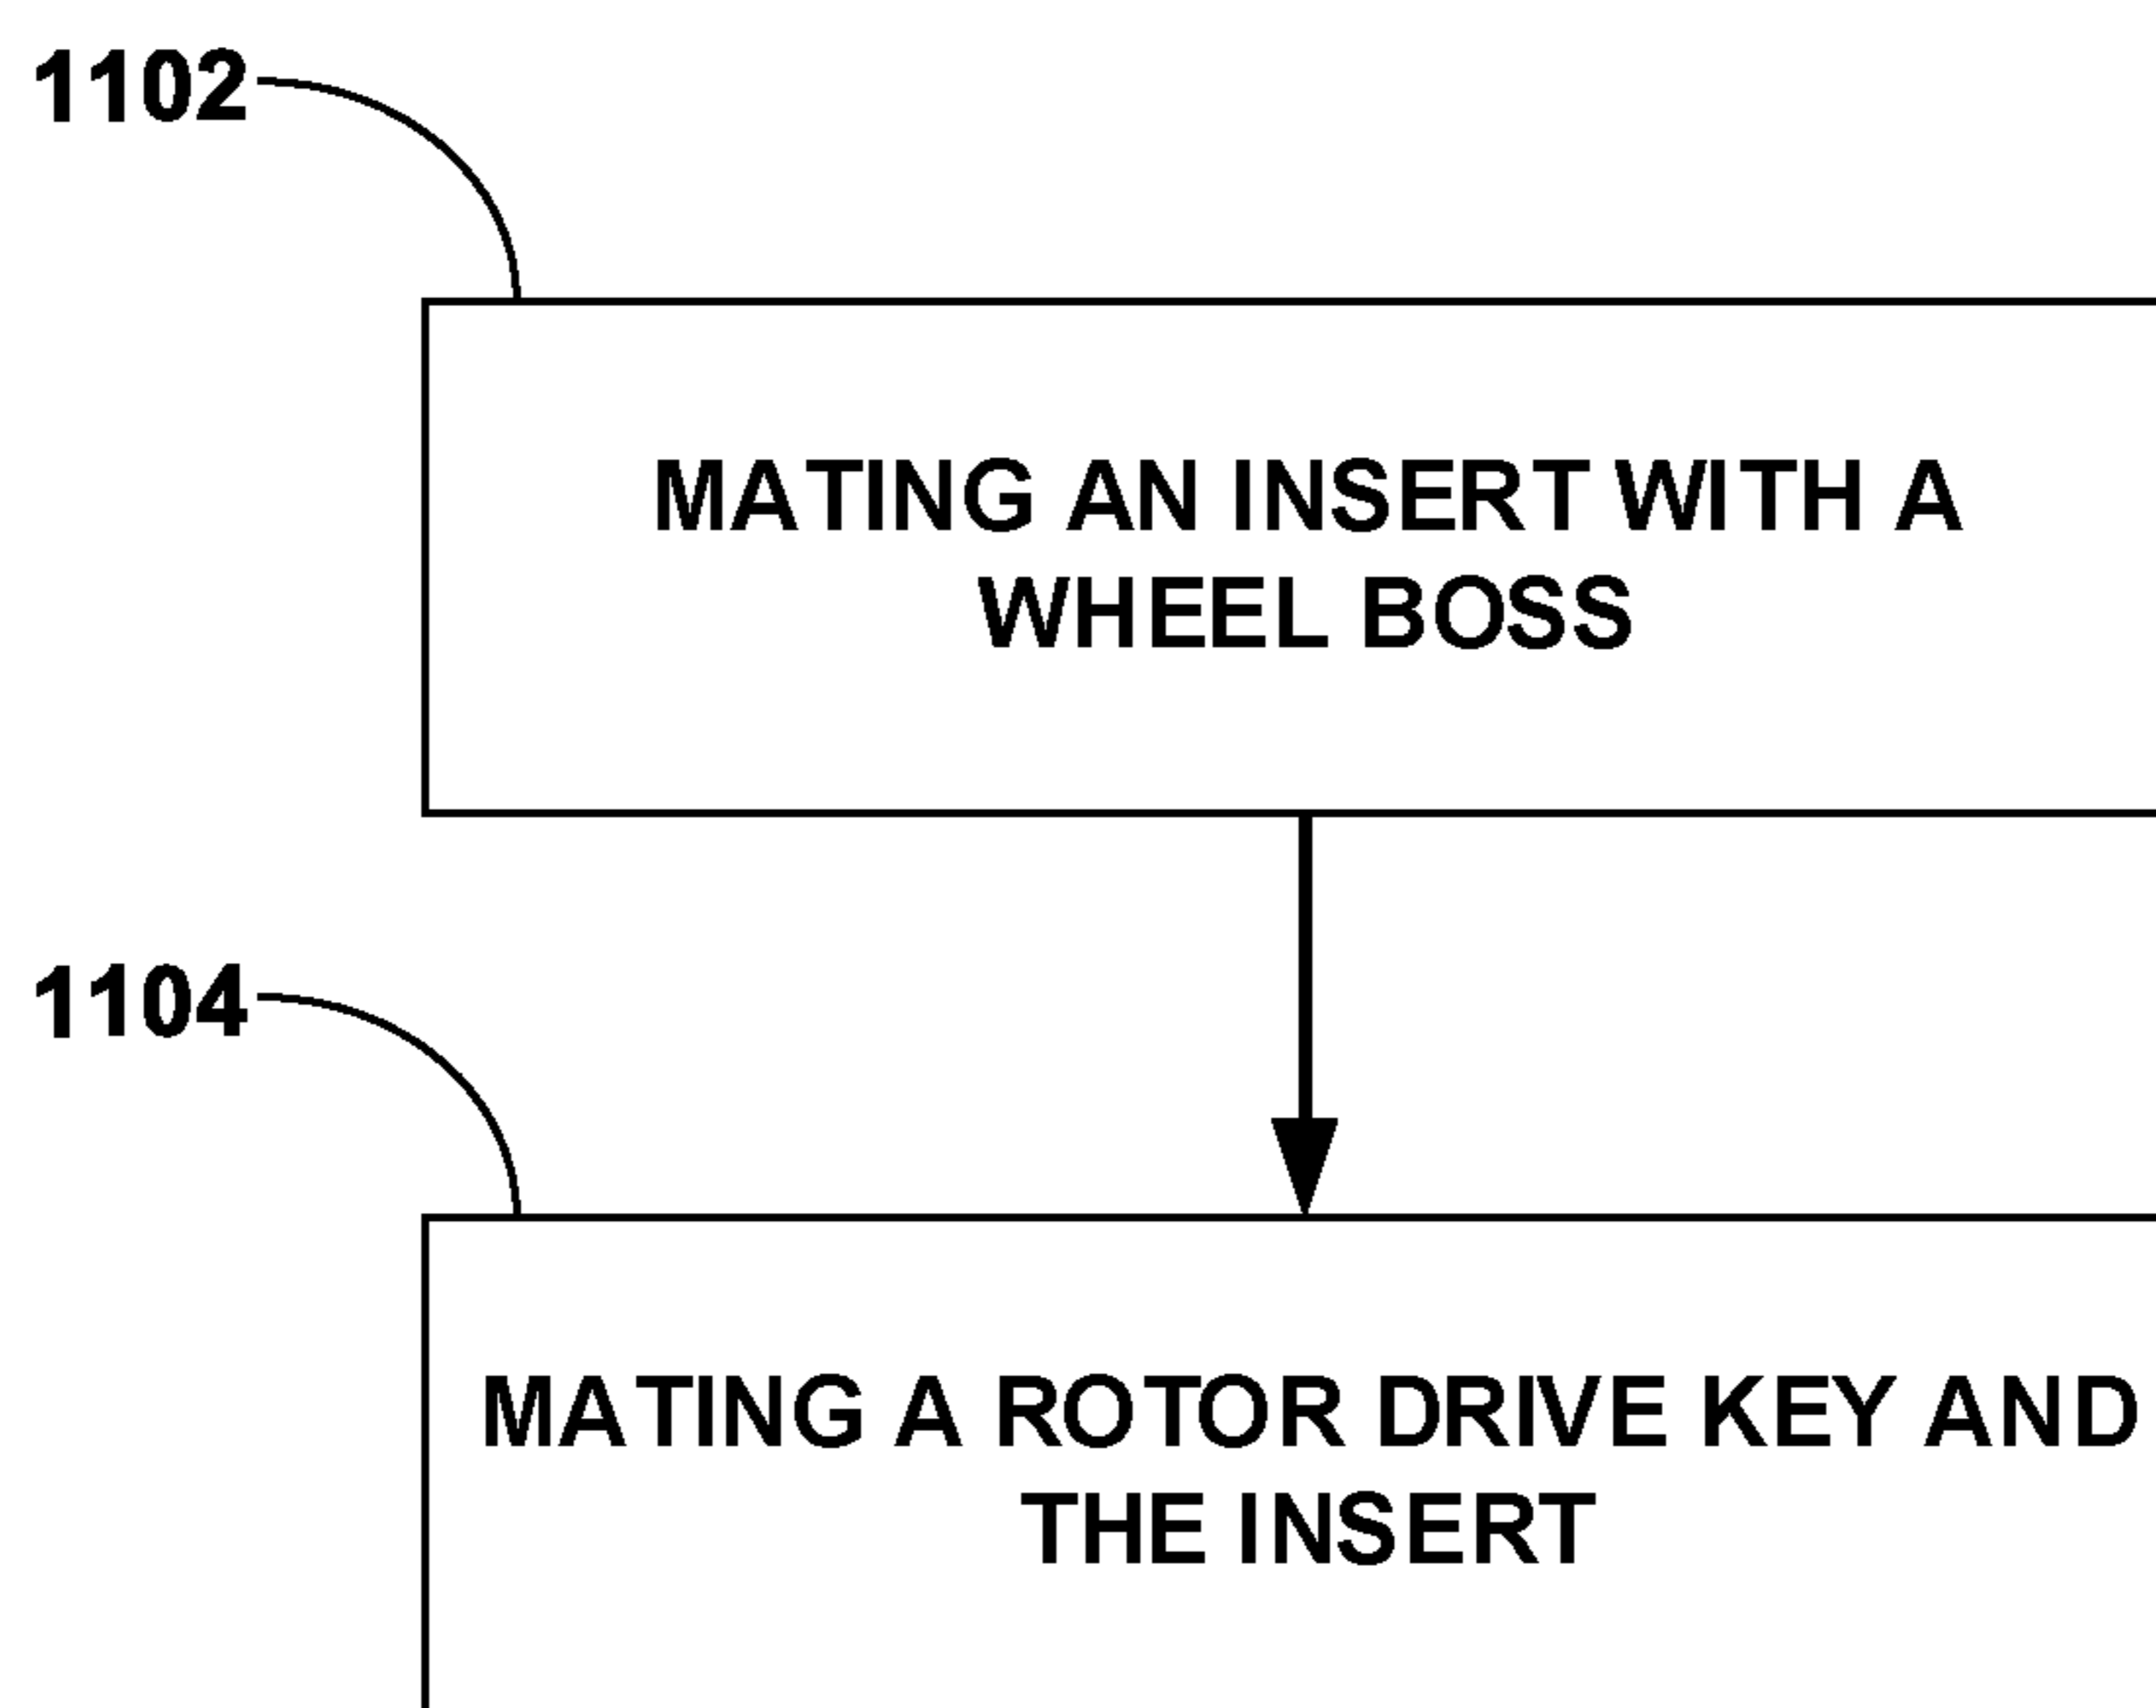 1102
MATING AN INSERT WITH A
WHEEL BOSS
1104
MATING A ROTOR DRIVE KEY AND
THE INSERT